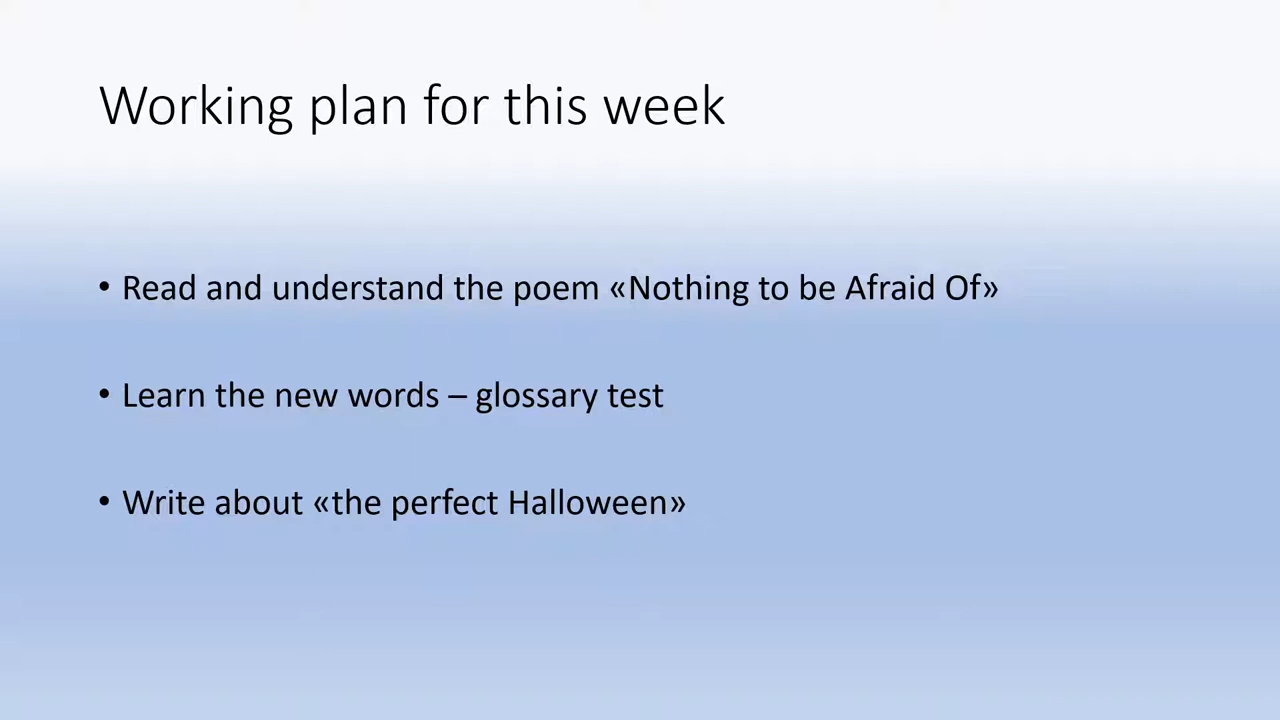 Working plan for this week
• Read and understand the poem «Nothing to be Afraid Of»
• Learn the new words – glossary test
• Write about «the perfect Halloween»